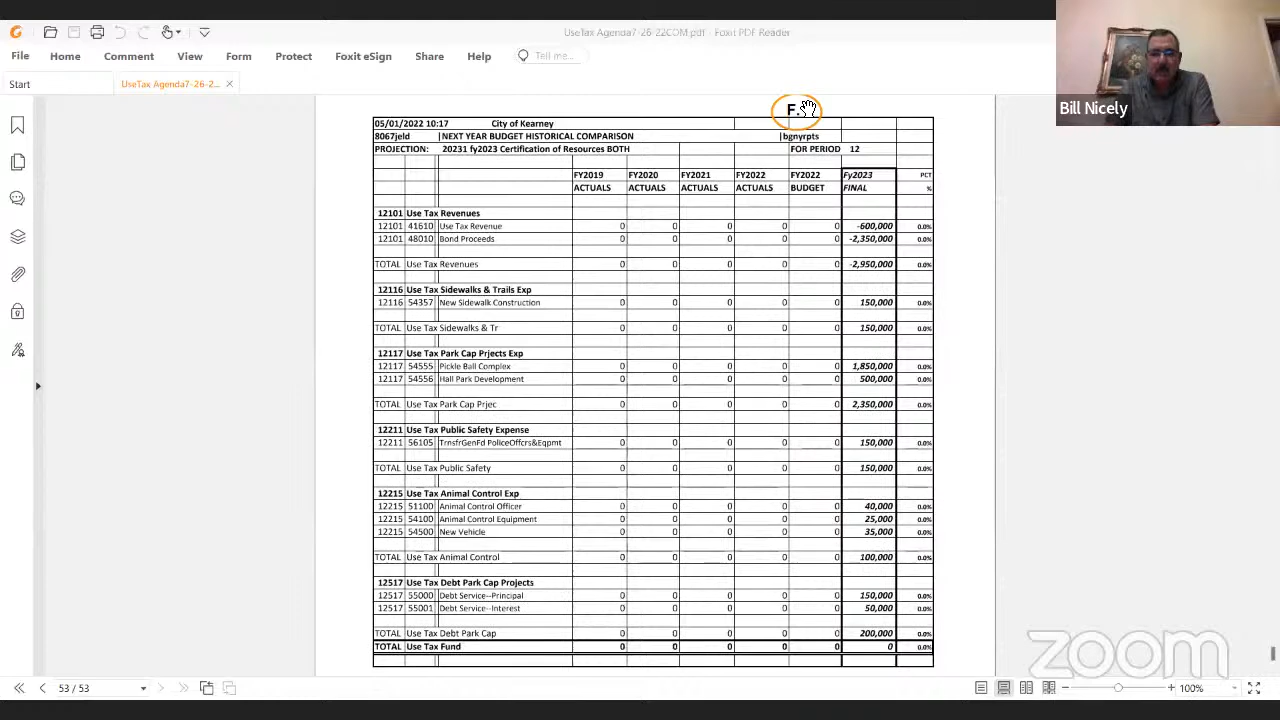 UseTax Agenda7-26-22COM.pdf - Foxit PDF Reader
File Home Comment View Form Protect Foxit eSign Share Help Tell me...
Start UseTax Agenda7-26-2...
Bill Nicely
F.
05/01/2022 10:17 City of Kearney
8067jeld |NEXT YEAR BUDGET HISTORICAL COMPARISON |bgnyrpts
PROJECTION: 20231 fy2023 Certification of Resources BOTH FOR PERIOD 12
FY2019 FY2020 FY2021 FY2022 FY2022 Fy2023 PCT
ACTUALS ACTUALS ACTUALS ACTUALS BUDGET FINAL %
12101 Use Tax Revenues
12101 41610 Use Tax Revenue 0 0 0 0 0 -600,000 0.0%
12101 48010 Bond Proceeds 0 0 0 0 0 -2,350,000 0.0%
TOTAL Use Tax Revenues 0 0 0 0 0 -2,950,000 0.0%
12116 Use Tax Sidewalks & Trails Exp
12116 54357 New Sidewalk Construction 0 0 0 0 0 150,000 0.0%
TOTAL Use Tax Sidewalks & Tr 0 0 0 0 0 150,000 0.0%
12117 Use Tax Park Cap Prjects Exp
12117 54555 Pickle Ball Complex 0 0 0 0 0 1,850,000 0.0%
12117 54556 Hall Park Development 0 0 0 0 0 500,000 0.0%
TOTAL Use Tax Park Cap Prjec 0 0 0 0 0 2,350,000 0.0%
12211 Use Tax Public Safety Expense
12211 56105 TrnsfrGenFd PoliceOffcrs&Eqpmt 0 0 0 0 0 150,000 0.0%
TOTAL Use Tax Public Safety 0 0 0 0 0 150,000 0.0%
12215 Use Tax Animal Control Exp
12215 51100 Animal Control Officer 0 0 0 0 0 40,000 0.0%
12215 54100 Animal Control Equipment 0 0 0 0 0 25,000 0.0%
12215 54500 New Vehicle 0 0 0 0 0 35,000 0.0%
TOTAL Use Tax Animal Control 0 0 0 0 0 100,000 0.0%
12517 Use Tax Debt Park Cap Projects
12517 55000 Debt Service--Principal 0 0 0 0 0 150,000 0.0%
12517 55001 Debt Service--Interest 0 0 0 0 0 50,000 0.0%
TOTAL Use Tax Debt Park Cap 0 0 0 0 0 200,000 0.0%
TOTAL Use Tax Fund 0 0 0 0 0 0 0.0%
zoom
53 / 53 100%